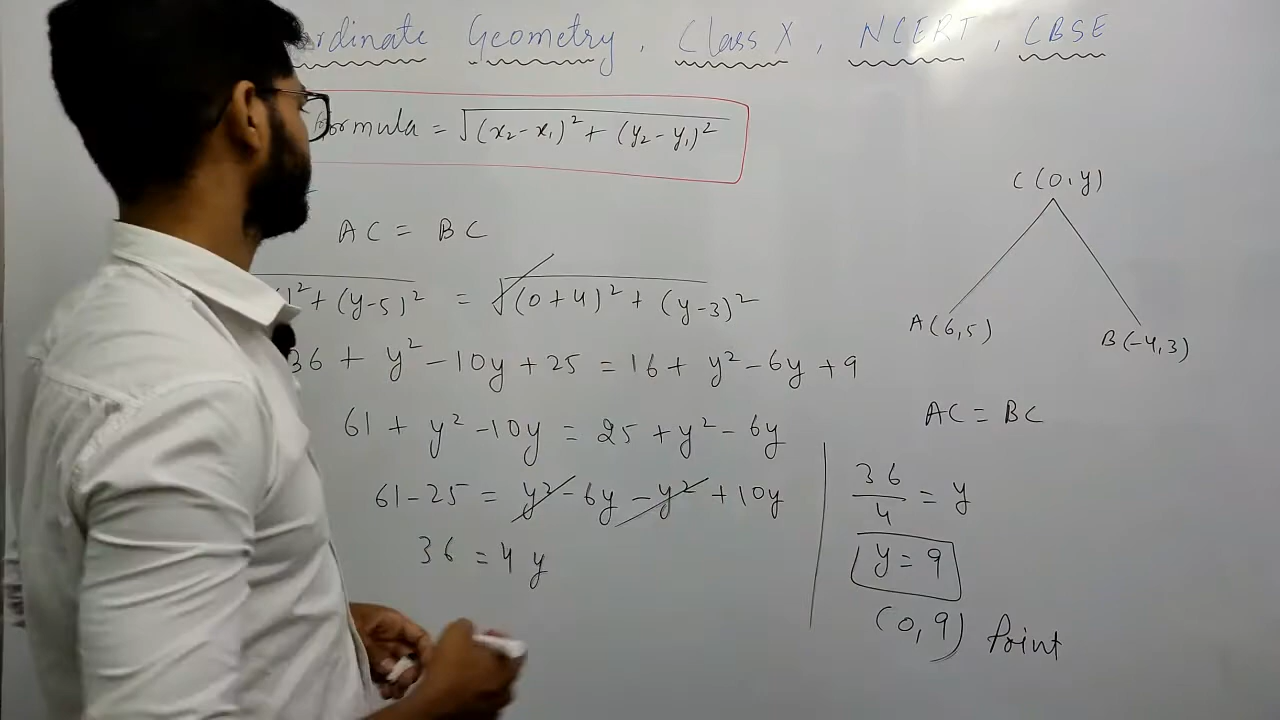 rdinate Geometry, Class X, NCERT, CBSE
formula = √(x₂-x₁)² + (y₂-y₁)²
AC = BC
)² + (y-5)² = √(0+4)² + (y-3)²
36 + y² -10y + 25 = 16 + y² - 6y + 9
61 + y² -10y = 25 + y² - 6y
61-25 = y² - 6y - y² + 10y
36 = 4y
C(0,y)
A(6,5)
B(-4,3)
AC = BC
36/4 = y
y = 9
(0,9) Point